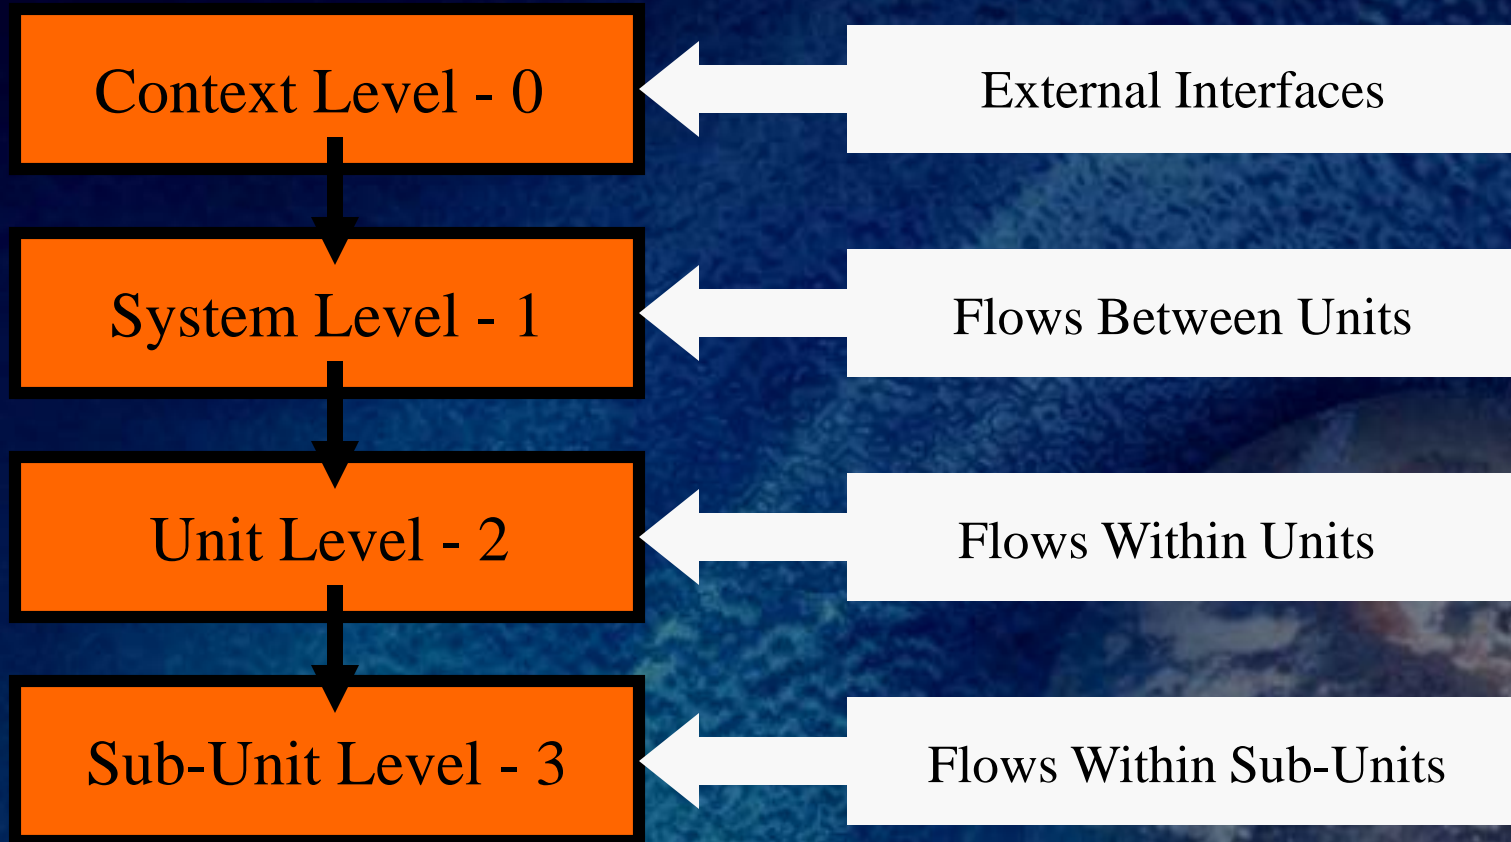 Context Level - 0
External Interfaces
System Level - 1
Flows Between Units
Unit Level - 2
Flows Within Units
Sub-Unit Level - 3
Flows Within Sub-Units